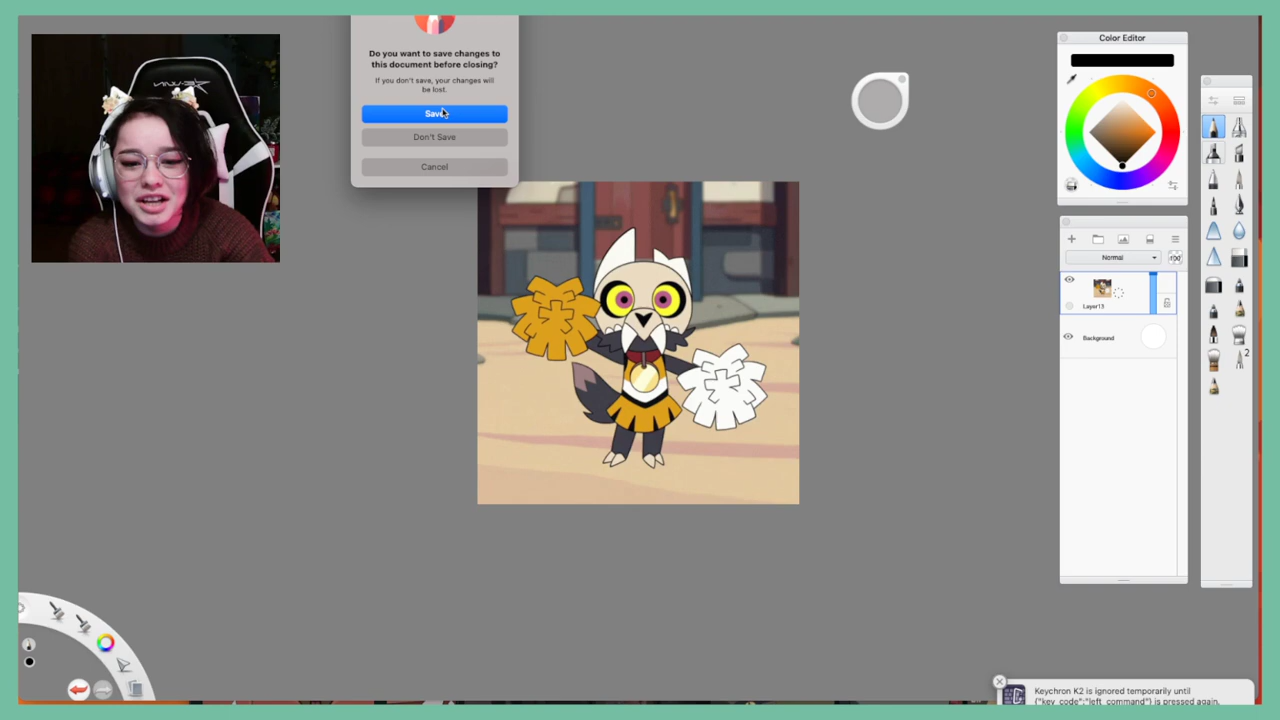 Do you want to save changes to
this document before closing?
If you don't save, your changes will
be lost.
Save
Don't Save
Cancel
Color Editor
Normal
100
Layer13
Background
2
Keychron K2 is ignored temporarily until
{"key_code":"left_command"} is pressed again.